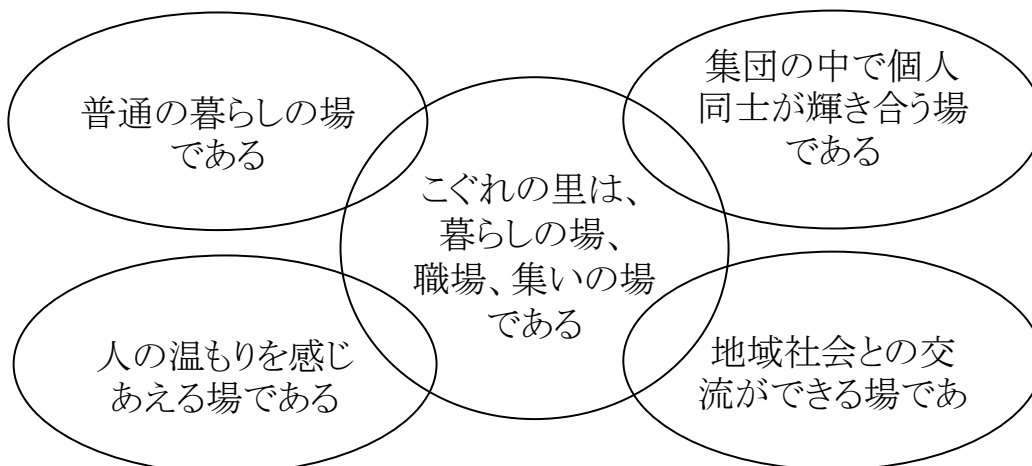 普通の暮らしの場
である
集団の中で個人
同士が輝き合う場
である
こぐれの里は、
暮らしの場、
職場、集いの場
である
人の温もりを感じ
あえる場である
地域社会との交
流ができる場であ